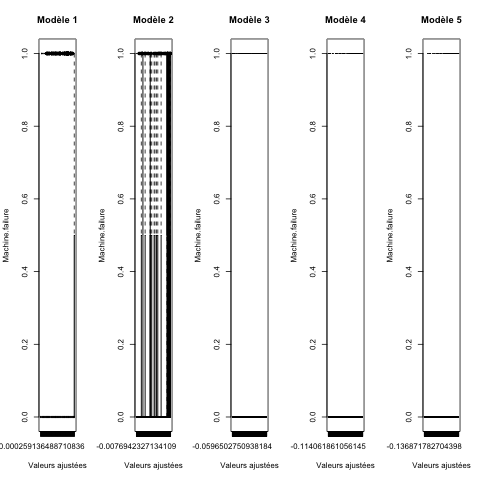 Modèle 1
Machine.failure
0.0 0.2 0.4 0.6 0.8 1.0
0.000259136488710836
Valeurs ajustées
Modèle 2
Machine.failure
0.0 0.2 0.4 0.6 0.8 1.0
-0.0076942327134109
Valeurs ajustées
Modèle 3
Machine.failure
0.0 0.2 0.4 0.6 0.8 1.0
-0.0596502750938184
Valeurs ajustées
Modèle 4
Machine.failure
0.0 0.2 0.4 0.6 0.8 1.0
-0.114061861056145
Valeurs ajustées
Modèle 5
Machine.failure
0.0 0.2 0.4 0.6 0.8 1.0
-0.136871782704398
Valeurs ajustées